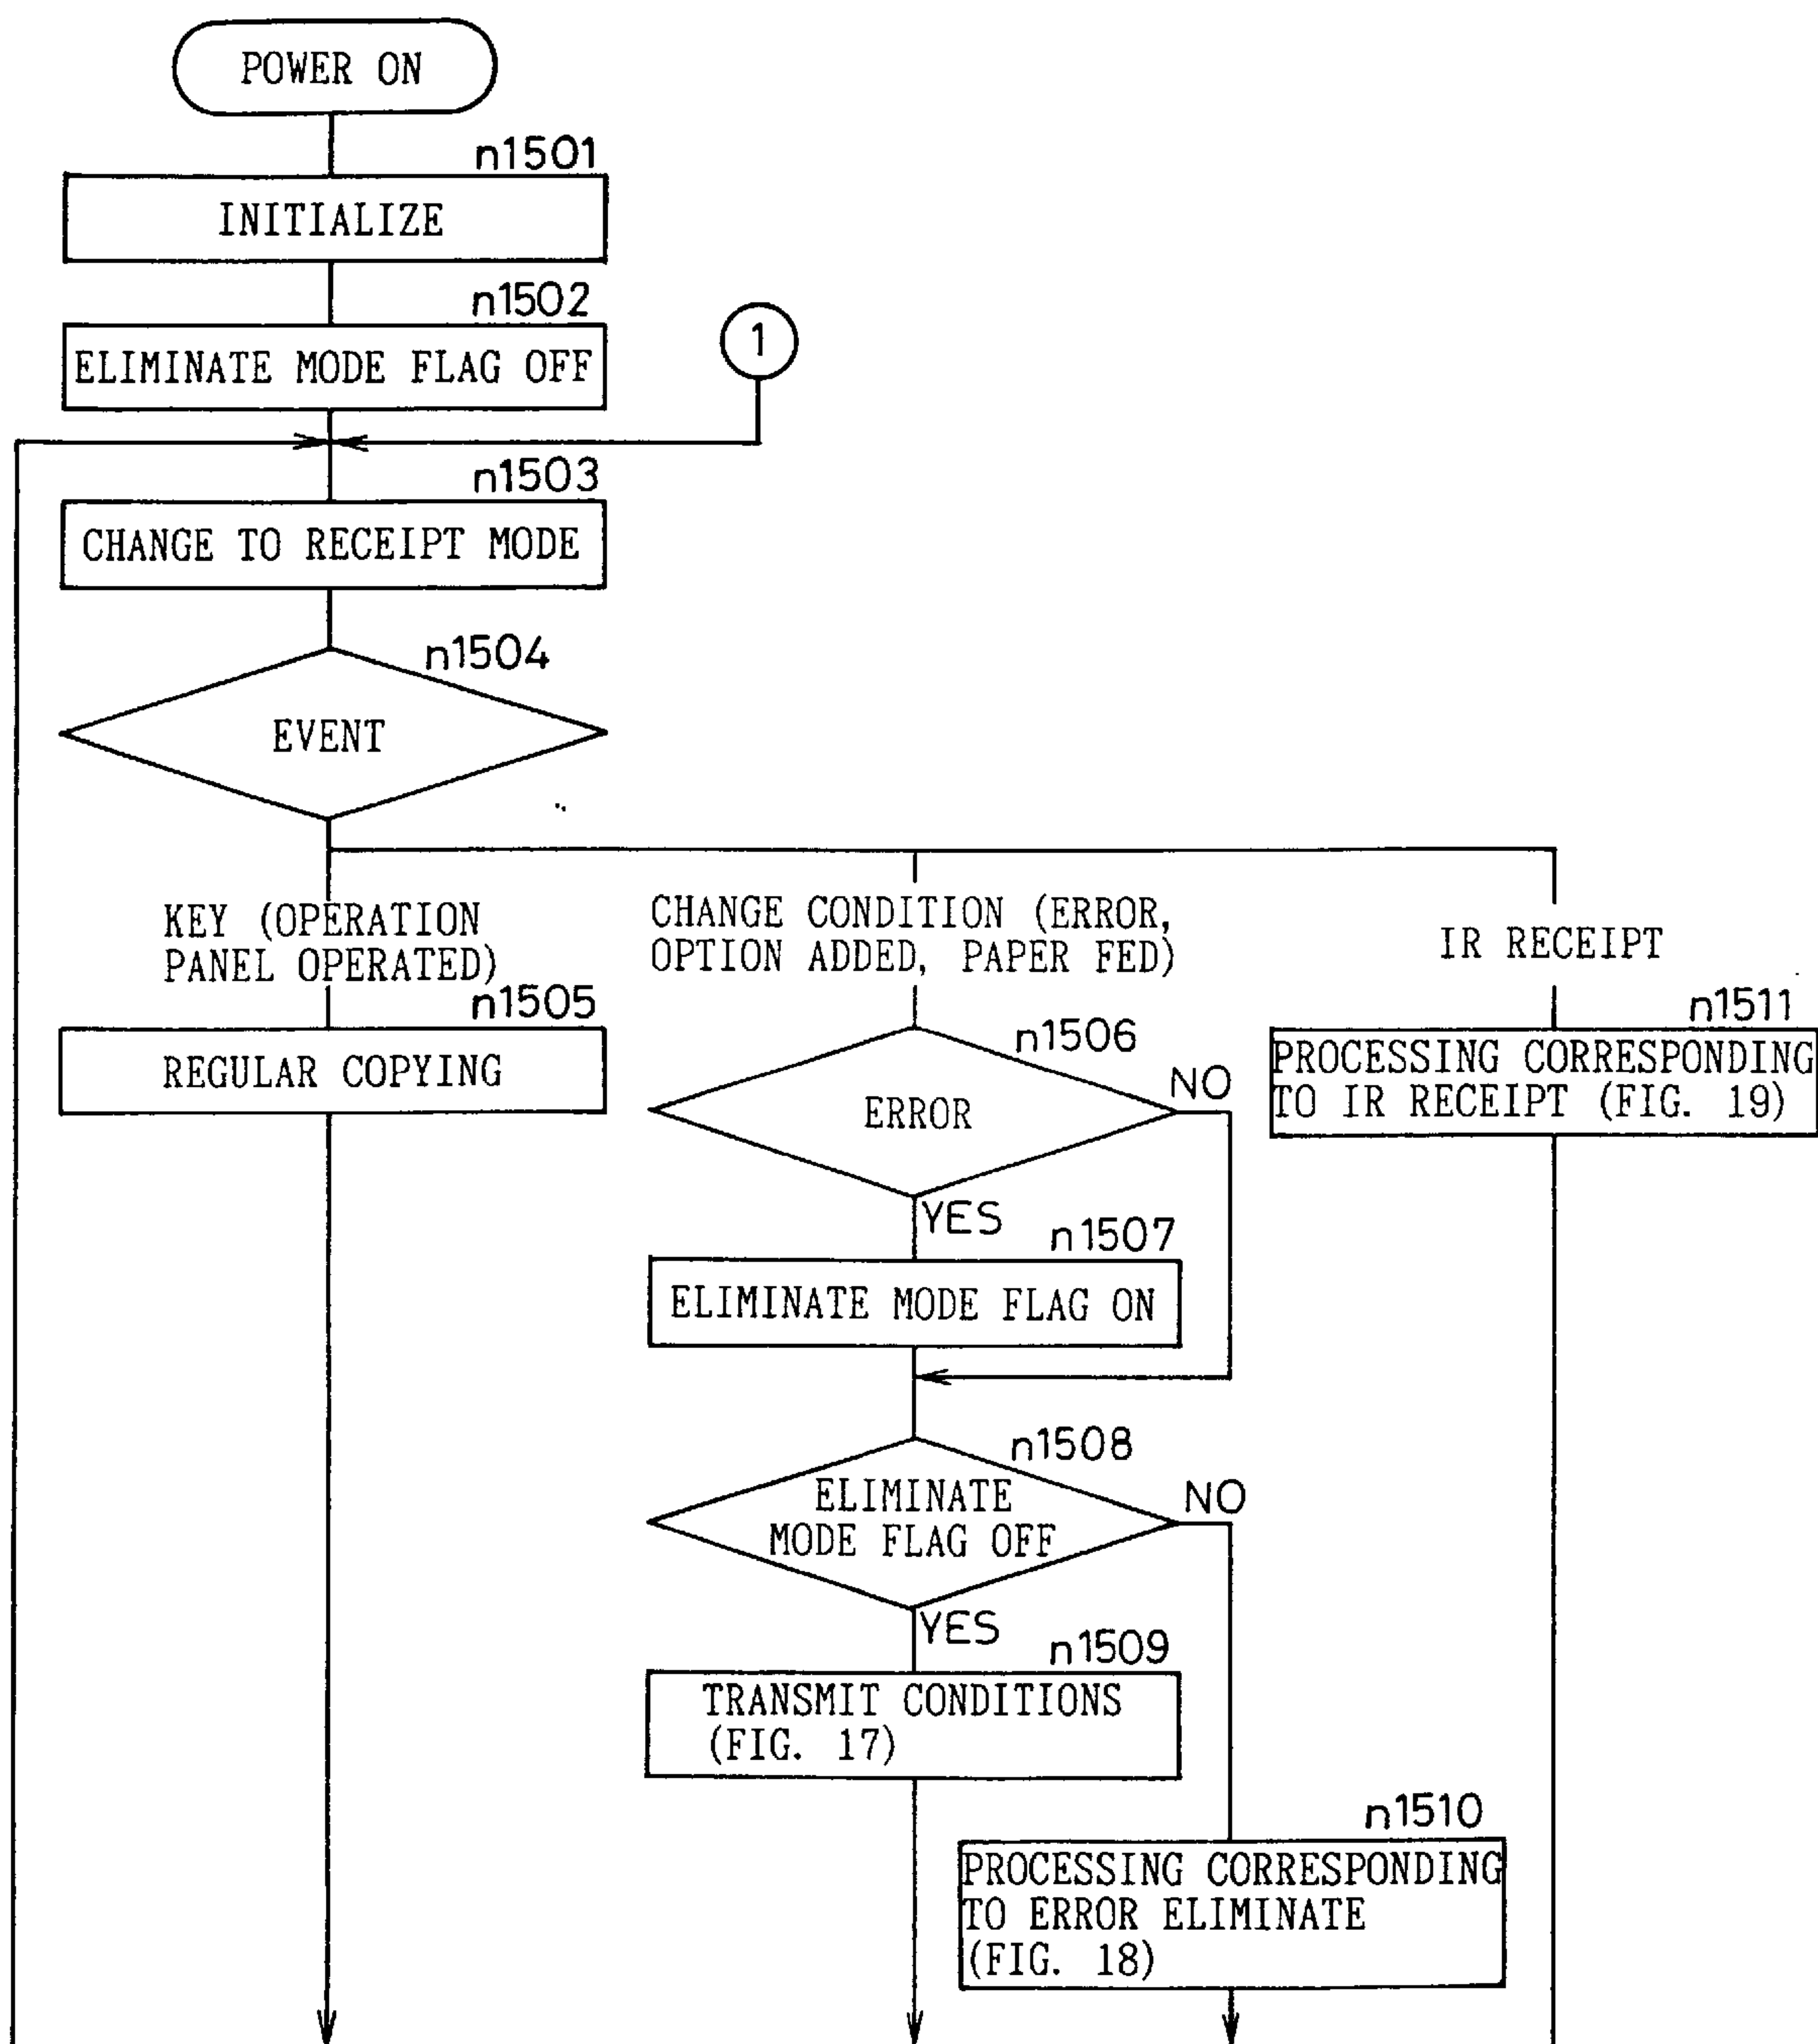 POWER ON
n1501
INITIALIZE
n1502
ELIMINATE MODE FLAG OFF
1
n1503
CHANGE TO RECEIPT MODE
n1504
EVENT
KEY (OPERATION
PANEL OPERATED)
CHANGE CONDITION (ERROR,
OPTION ADDED, PAPER FED)
IR RECEIPT
n1505
REGULAR COPYING
n1506
ERROR
NO
YES
n1511
PROCESSING CORRESPONDING
TO IR RECEIPT (FIG. 19)
n1507
ELIMINATE MODE FLAG ON
n1508
ELIMINATE
MODE FLAG OFF
NO
YES
n1509
TRANSMIT CONDITIONS
(FIG. 17)
n1510
PROCESSING CORRESPONDING
TO ERROR ELIMINATE
(FIG. 18)